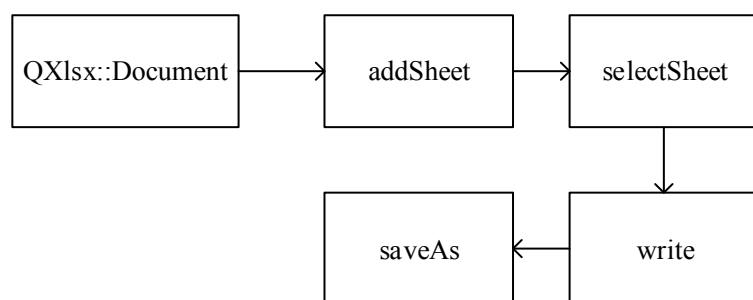 QXlsx::Document
addSheet
selectSheet
write
saveAs